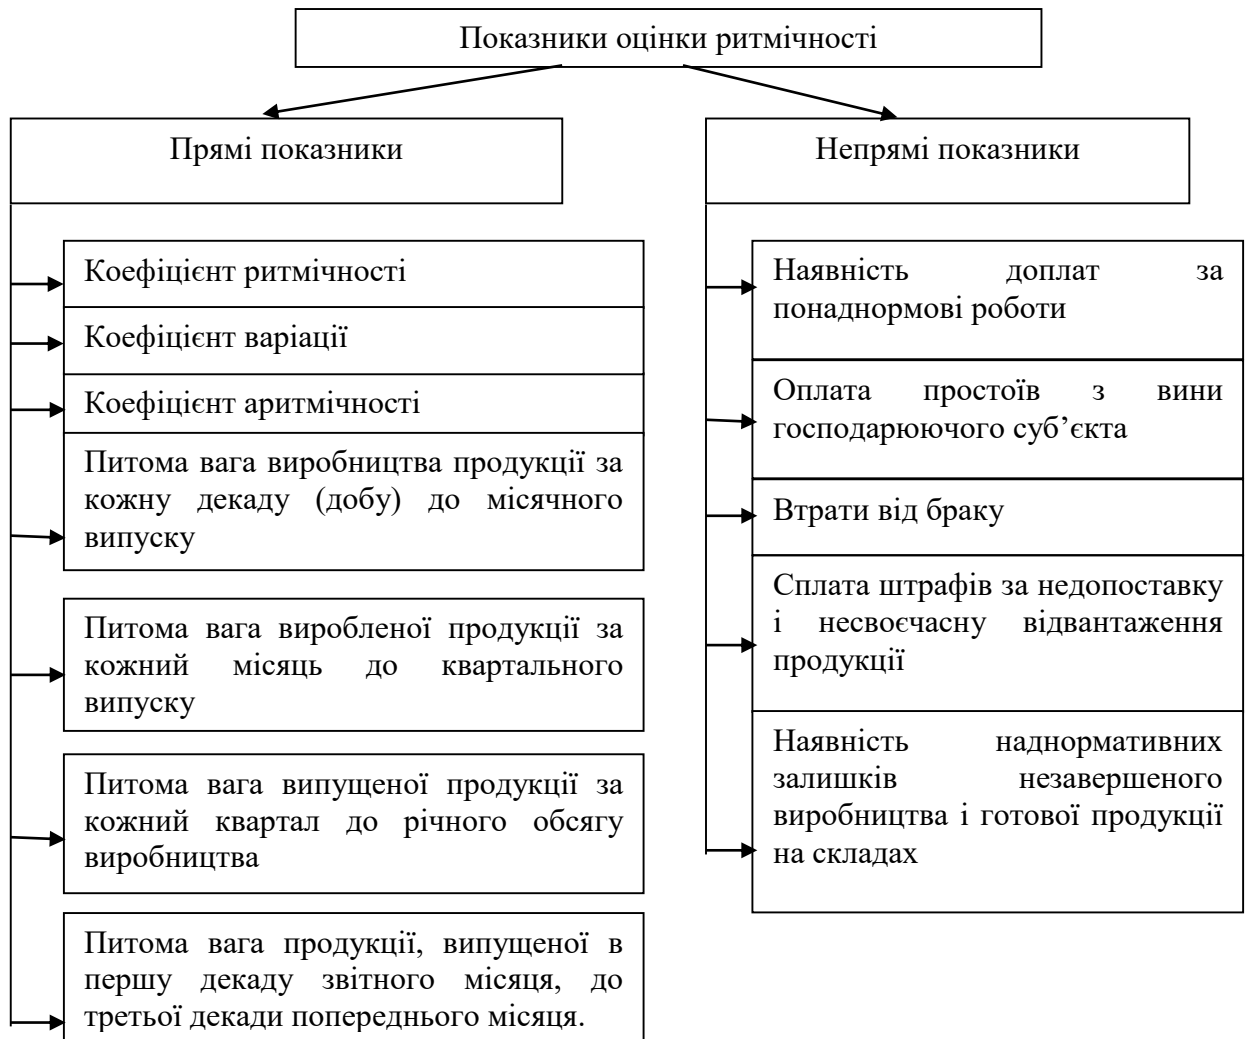 Показники оцінки ритмічності
Прямі показники
Коефіцієнт ритмічності
Коефіцієнт варіації
Коефіцієнт аритмічності
Питома вага виробництва продукції за
кожну декаду (добу) до місячного
випуску
Питома вага виробленої продукції за
кожний місяць до квартального
випуску
Питома вага випущеної продукції за
кожний квартал до річного обсягу
виробництва
Питома вага продукції, випущеної в
першу декаду звітного місяця, до
третьої декади попереднього місяця.
Непрямі показники
Наявність доплат за
понаднормові роботи
Оплата простоїв з вини
господарюючого суб’єкта
Втрати від браку
Сплата штрафів за недопоставку
і несвоєчасну відвантаження
продукції
Наявність наднормативних
залишків незавершеного
виробництва і готової продукції
на складах